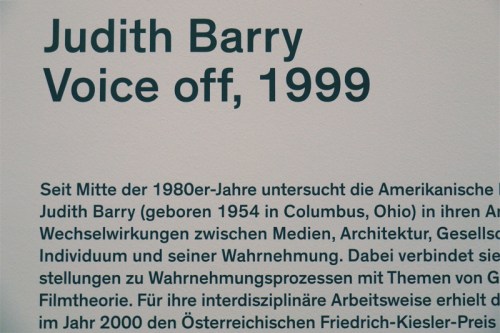 Judith Barry
Voice off, 1999
Seit Mitte der 1980er-Jahre untersucht die Amerikanische
Judith Barry (geboren 1954 in Columbus, Ohio) in ihren
Wechselwirkungen zwischen Medien, Architektur,
Individuum und seiner Wahrnehmung. Dabei verbindet sie
stellungen zu Wahrnehmungsprozessen mit Themen von
Filmtheorie. Für ihre interdisziplinäre Arbeitsweise erhielt
im Jahr 2000 den Österreichischen Friedrich-Kiesler-Preis